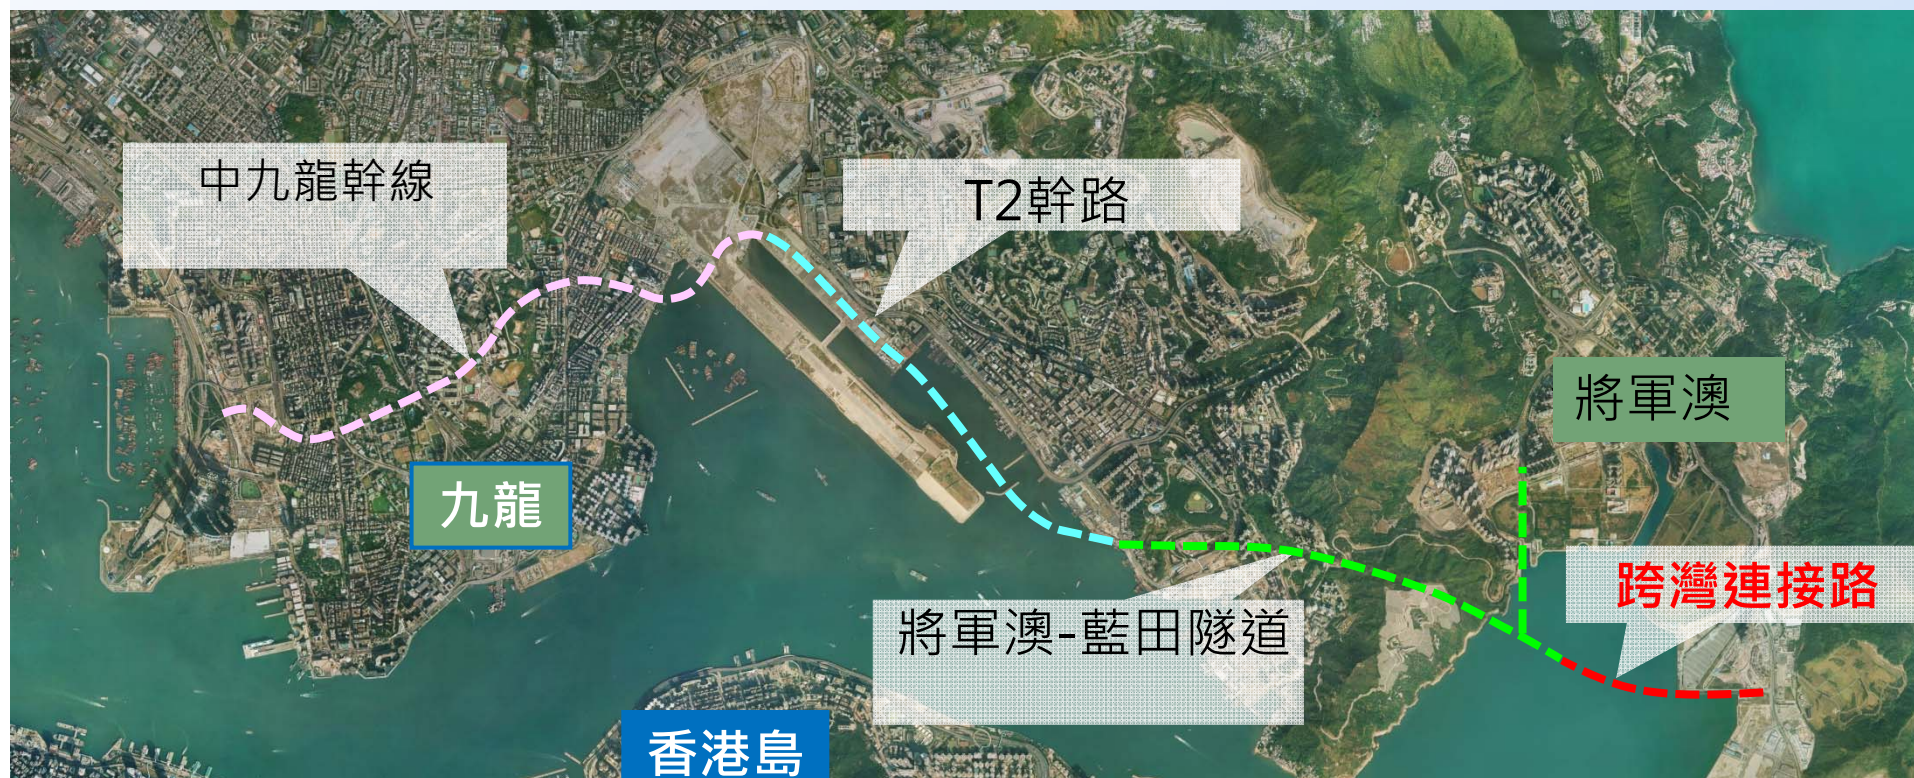 中九龍幹線
T2幹路
將軍澳
九龍
跨灣連接路
將軍澳-藍田隧道
香港島